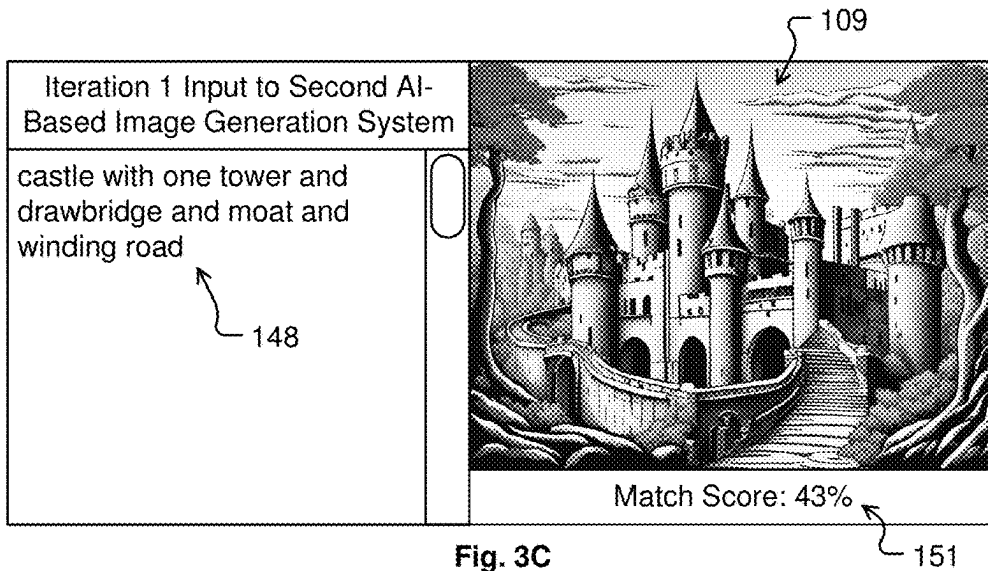 109
Iteration 1 Input to Second AI-
Based Image Generation System
castle with one tower and
drawbridge and moat and
winding road
148
Match Score: 43%
151
Fig. 3C